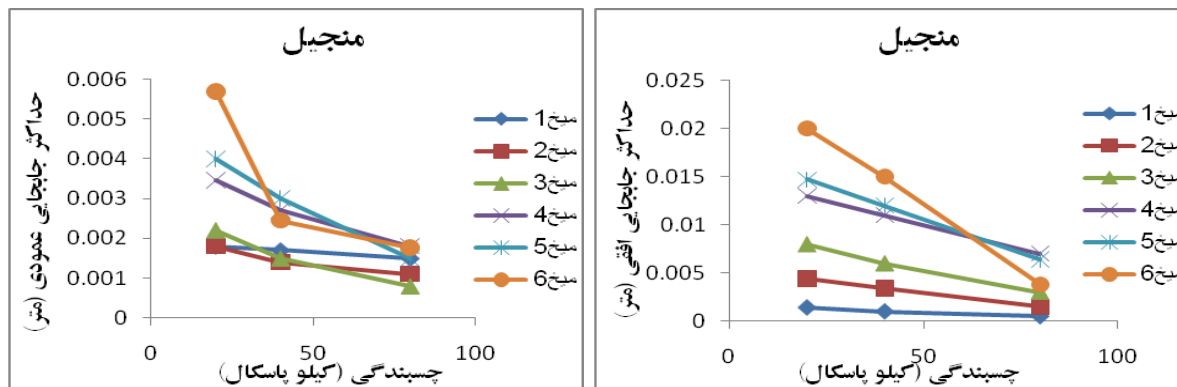 منجیل
حداکثر جابجایی عمودی (متر)
0.006
0.005
0.004
0.003
0.002
0.001
0
0
50
100
چسبندگی (کیلو پاسکال)
میخ1
میخ2
میخ3
میخ4
میخ5
میخ6
منجیل
حداکثر جابجایی افقی (متر)
0.025
0.02
0.015
0.01
0.005
0
0
50
100
چسبندگی (کیلو پاسکال)
میخ1
میخ2
میخ3
میخ4
میخ5
میخ6